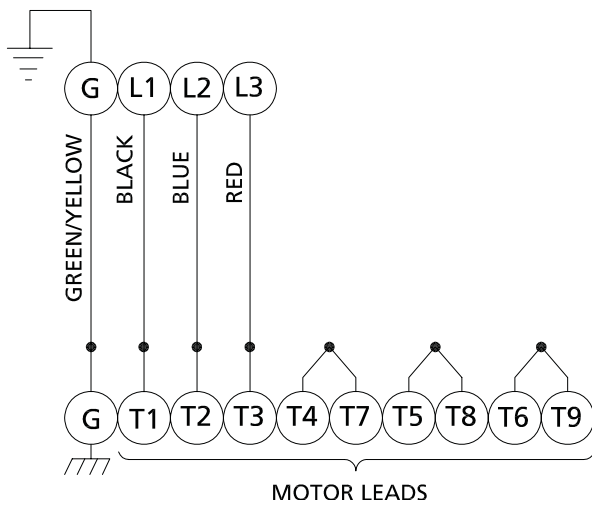 G L1 L2 L3
GREEN/YELLOW
BLACK
BLUE
RED
G T1 T2 T3 T4 T7 T5 T8 T6 T9
MOTOR LEADS